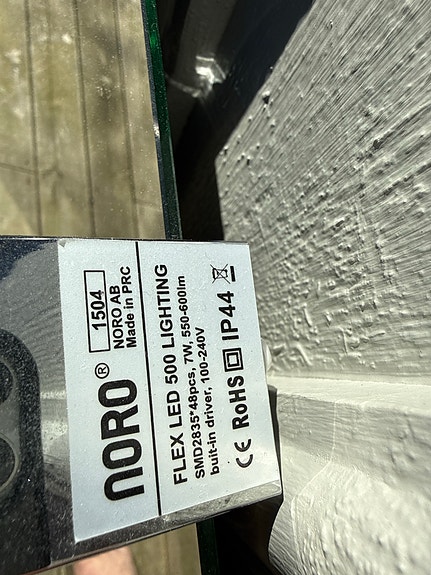 nORO®
1504
NORO AB
Made in PRC
FLEX LED 500 LIGHTING
SMD2835*48pcs, 7W, 550-600lm
buit-in driver, 100-240V
CE RoHS IP44